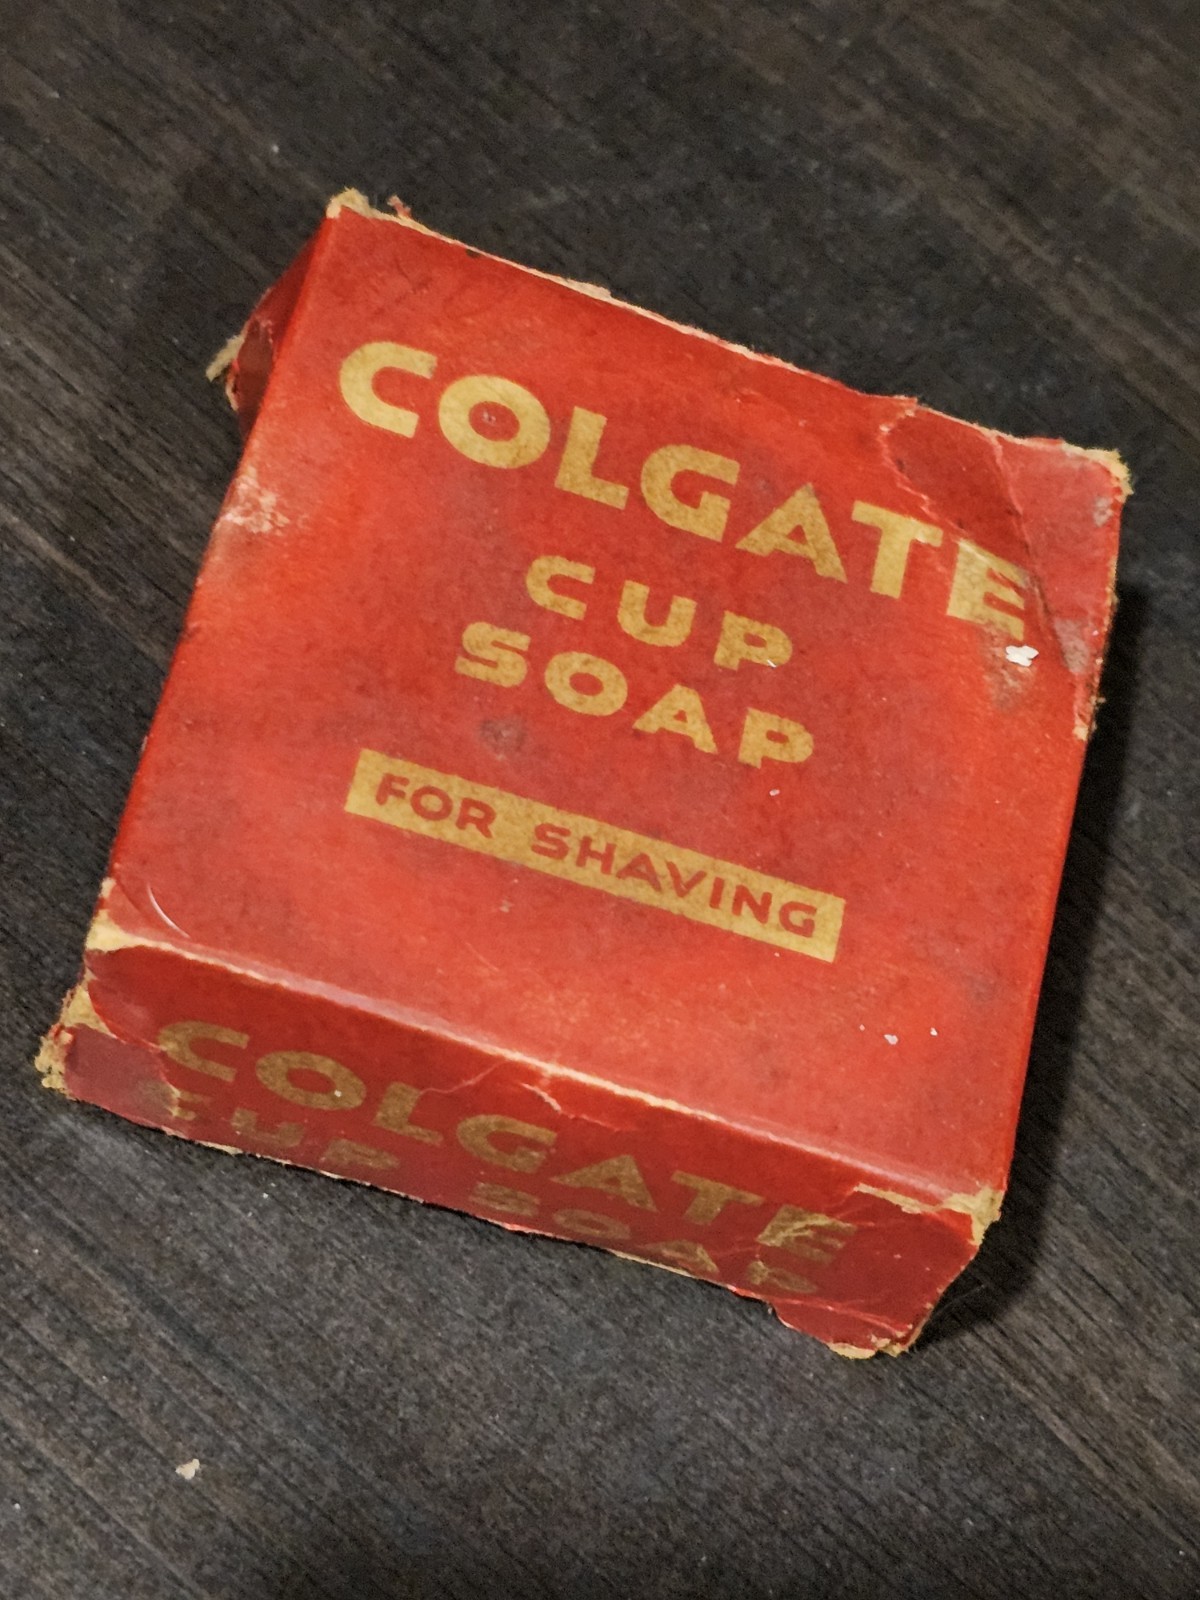 COLGATE
CUP
SOAP
FOR SHAVING
COLGATE
CUP SOAP